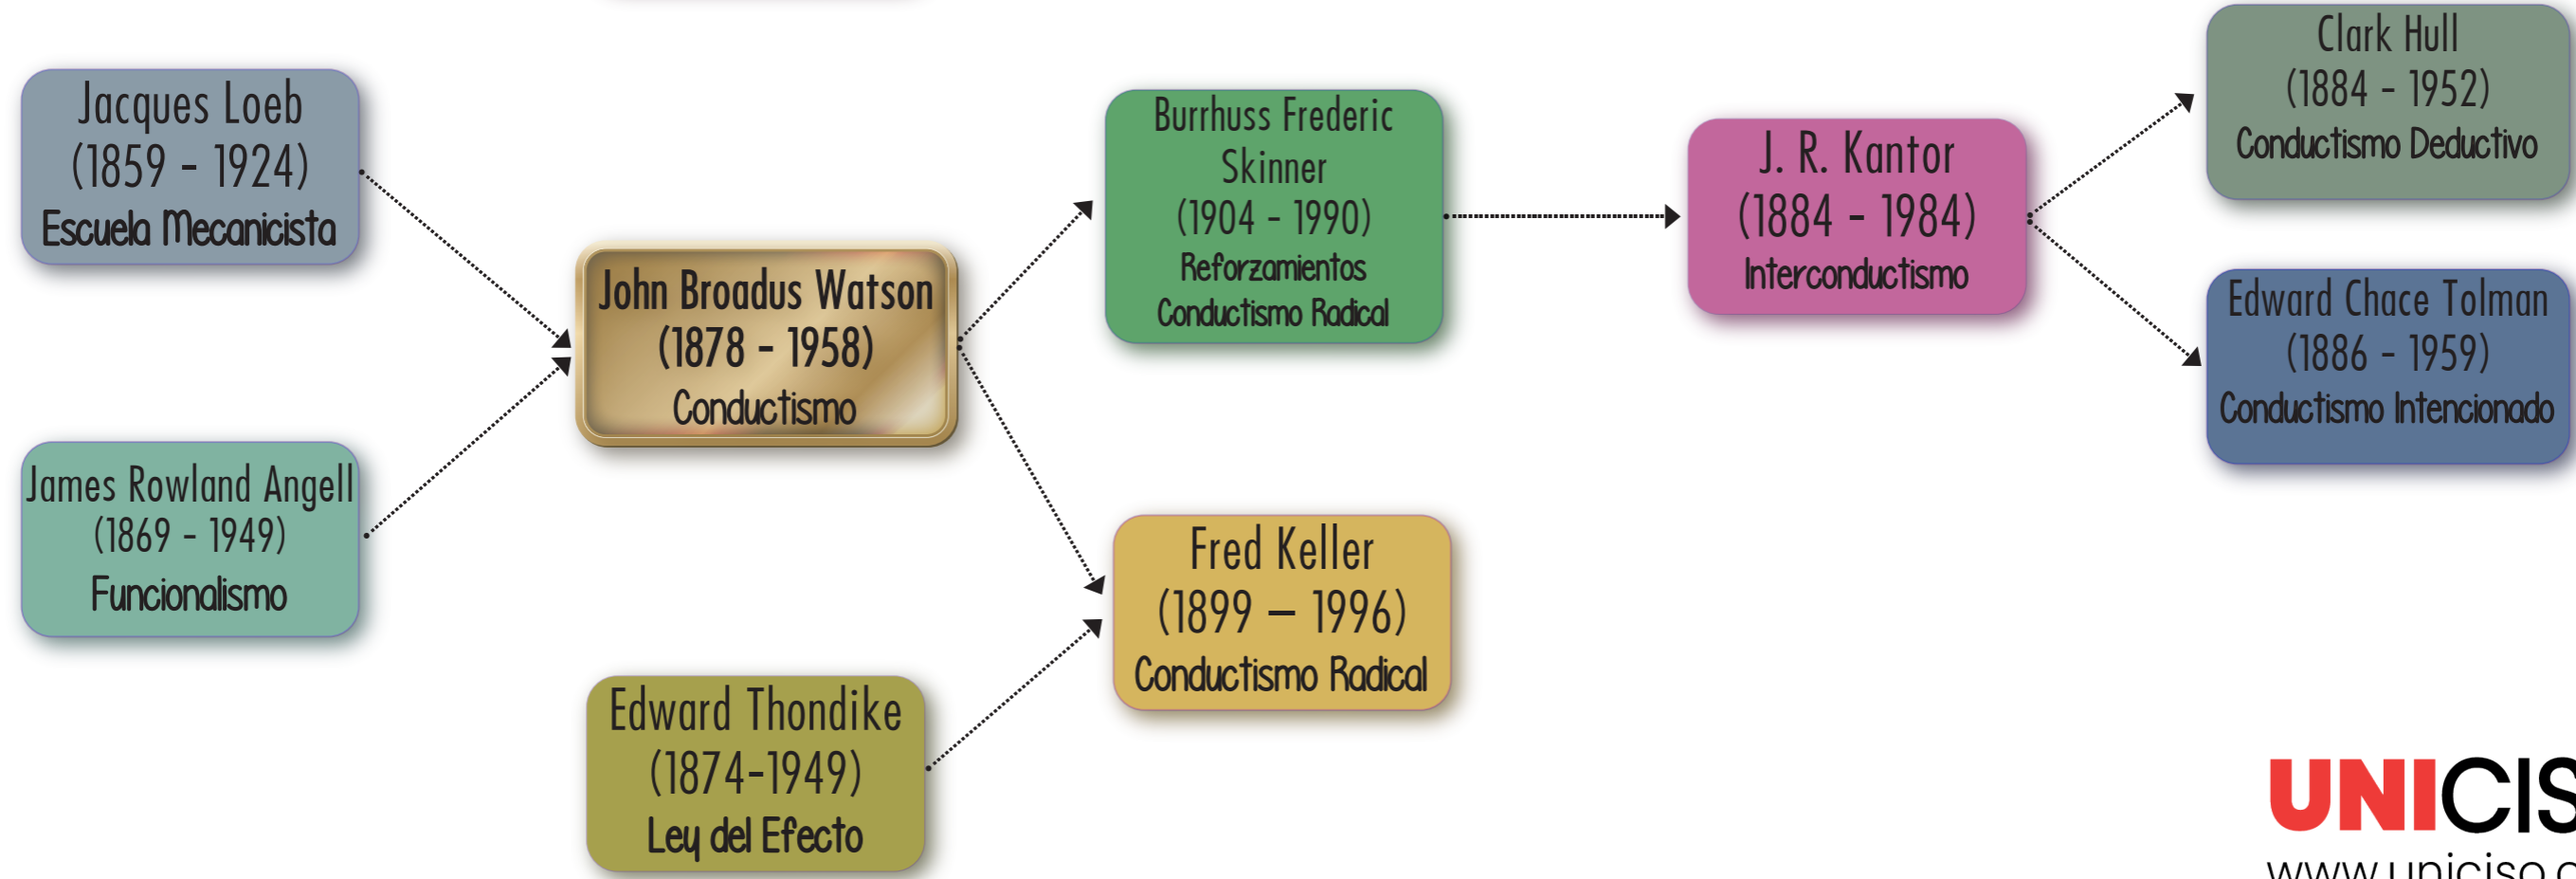 Jacques Loeb
(1859 - 1924)
Escuela Mecanicista
James Rowland Angell
(1869 - 1949)
Funcionalismo
John Broadus Watson
(1878 - 1958)
Conductismo
Edward Thondike
(1874-1949)
Ley del Efecto
Burrhuss Frederic
Skinner
(1904 - 1990)
Reforzamientos
Conductismo Radical
Fred Keller
(1899 – 1996)
Conductismo Radical
J. R. Kantor
(1884 - 1984)
Interconductismo
Clark Hull
(1884 - 1952)
Conductismo Deductivo
Edward Chace Tolman
(1886 - 1959)
Conductismo Intencionado
UNICIS
www.uniciso.c